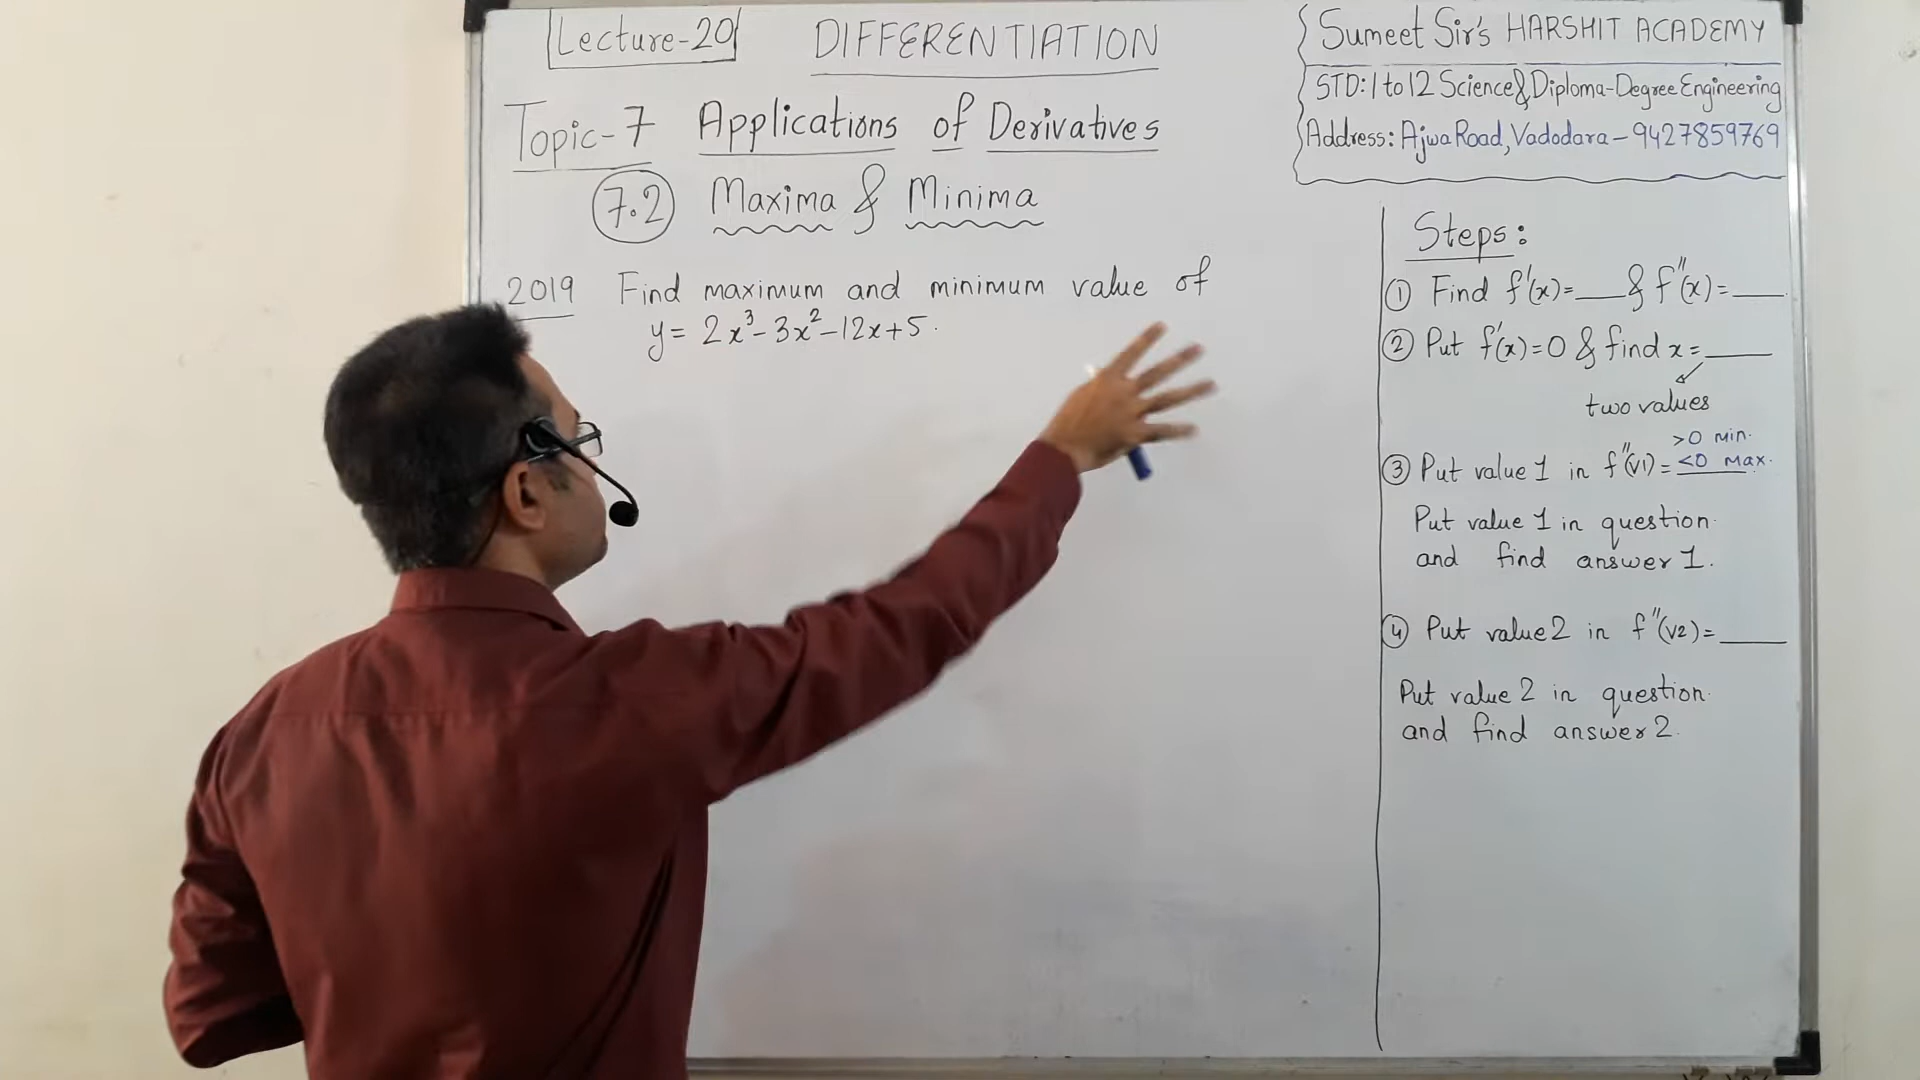 Lecture-20
DIFFERENTIATION
Topic-7 Applications of Derivatives
7.2 Maxima & Minima
2019 Find maximum and minimum value of
y = 2x³-3x²-12x+5.
Sumeet Sir's HARSHIT ACADEMY
STD: 1 to 12 Science & Diploma-Degree Engineering
Address: Ajwa Road, Vadodara - 9427859769
Steps:
① Find f'(x)=___ & f"(x)=___
② Put f'(x)=0 & find x=___
two values
>0 min.
③ Put value 1 in f"(v1)= <0 max.
Put value 1 in question
and find answer 1.
④ Put value 2 in f"(v2)=___
Put value 2 in question
and find answer 2.